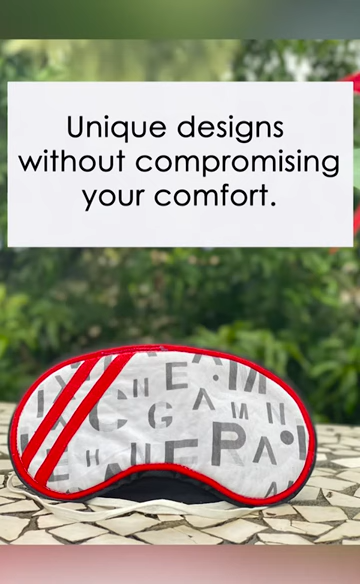 Unique designs
without compromising
your comfort.
E
M
C
G
A M N
E R A